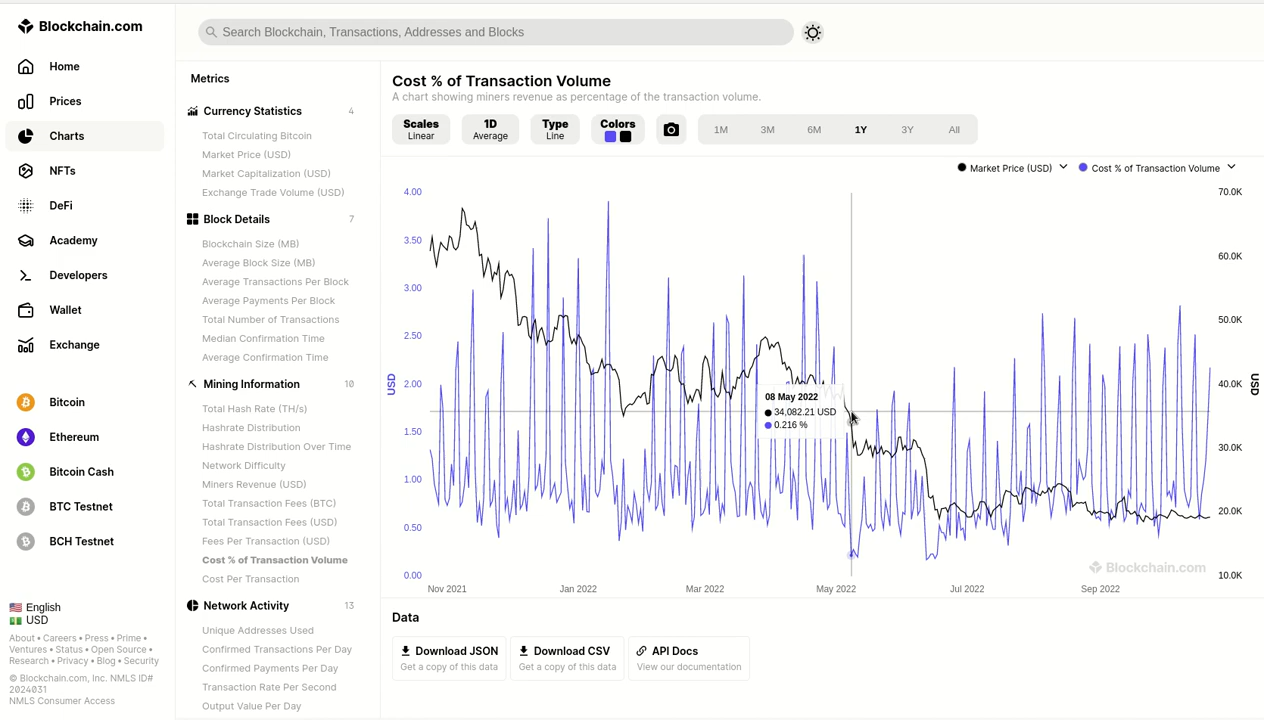 Blockchain.com
Search Blockchain, Transactions, Addresses and Blocks
Home
Prices
Charts
NFTs
DeFi
Academy
Developers
Wallet
Exchange
Bitcoin
Ethereum
Bitcoin Cash
BTC Testnet
BCH Testnet
English
USD
About • Careers • Press • Prime •
Ventures • Status • Open Source •
Research • Privacy • Blog • Security
© Blockchain.com, Inc. NMLS ID#
2024031
NMLS Consumer Access
Metrics
Currency Statistics 4
Total Circulating Bitcoin
Market Price (USD)
Market Capitalization (USD)
Exchange Trade Volume (USD)
Block Details 7
Blockchain Size (MB)
Average Block Size (MB)
Average Transactions Per Block
Average Payments Per Block
Total Number of Transactions
Median Confirmation Time
Average Confirmation Time
Mining Information 10
Total Hash Rate (TH/s)
Hashrate Distribution
Hashrate Distribution Over Time
Network Difficulty
Miners Revenue (USD)
Total Transaction Fees (BTC)
Total Transaction Fees (USD)
Fees Per Transaction (USD)
Cost % of Transaction Volume
Cost Per Transaction
Network Activity 13
Unique Addresses Used
Confirmed Transactions Per Day
Confirmed Payments Per Day
Transaction Rate Per Second
Output Value Per Day
Cost % of Transaction Volume
A chart showing miners revenue as percentage of the transaction volume.
Scales
Linear
1D
Average
Type
Line
Colors
1M 3M 6M 1Y 3Y All
Market Price (USD) Cost % of Transaction Volume
4.00
3.50
3.00
2.50
2.00
1.50
1.00
0.50
0.00
USD
08 May 2022
34,082.21 USD
0.216 %
70.0K
60.0K
50.0K
40.0K
30.0K
20.0K
10.0K
USD
Blockchain.com
Nov 2021 Jan 2022 Mar 2022 May 2022 Jul 2022 Sep 2022
Data
Download JSON
Get a copy of this data
Download CSV
Get a copy of this data
API Docs
View our documentation